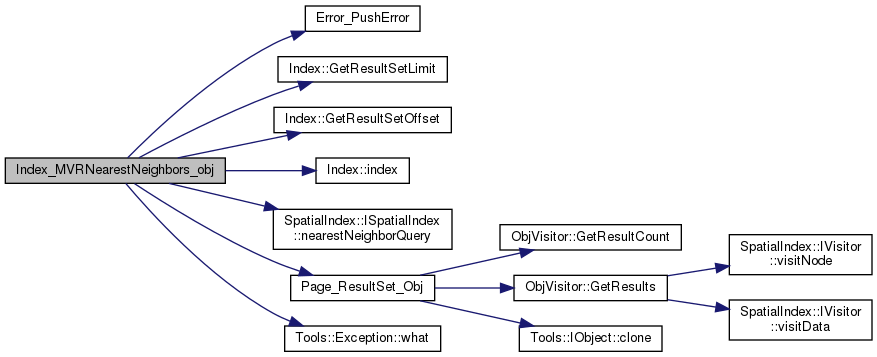 Error_PushError
Index::GetResultSetLimit
Index::GetResultSetOffset
Index_MVRNearestNeighbors_obj
Index::index
SpatialIndex::ISpatialIndex
::nearestNeighborQuery
Page_ResultSet_Obj
Tools::Exception::what
ObjVisitor::GetResultCount
ObjVisitor::GetResults
Tools::IObject::clone
SpatialIndex::IVisitor
::visitNode
SpatialIndex::IVisitor
::visitData